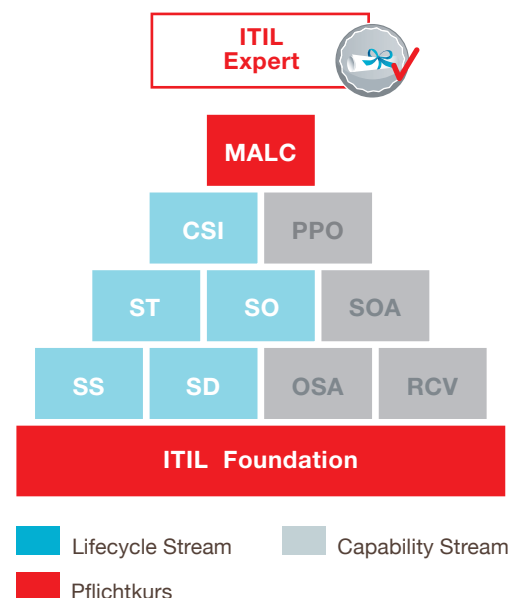 ITIL
Expert
MALC
CSI PPO
ST SO SOA
SS SD OSA RCV
ITIL Foundation
Lifecycle Stream Capability Stream
Pflichtkurs